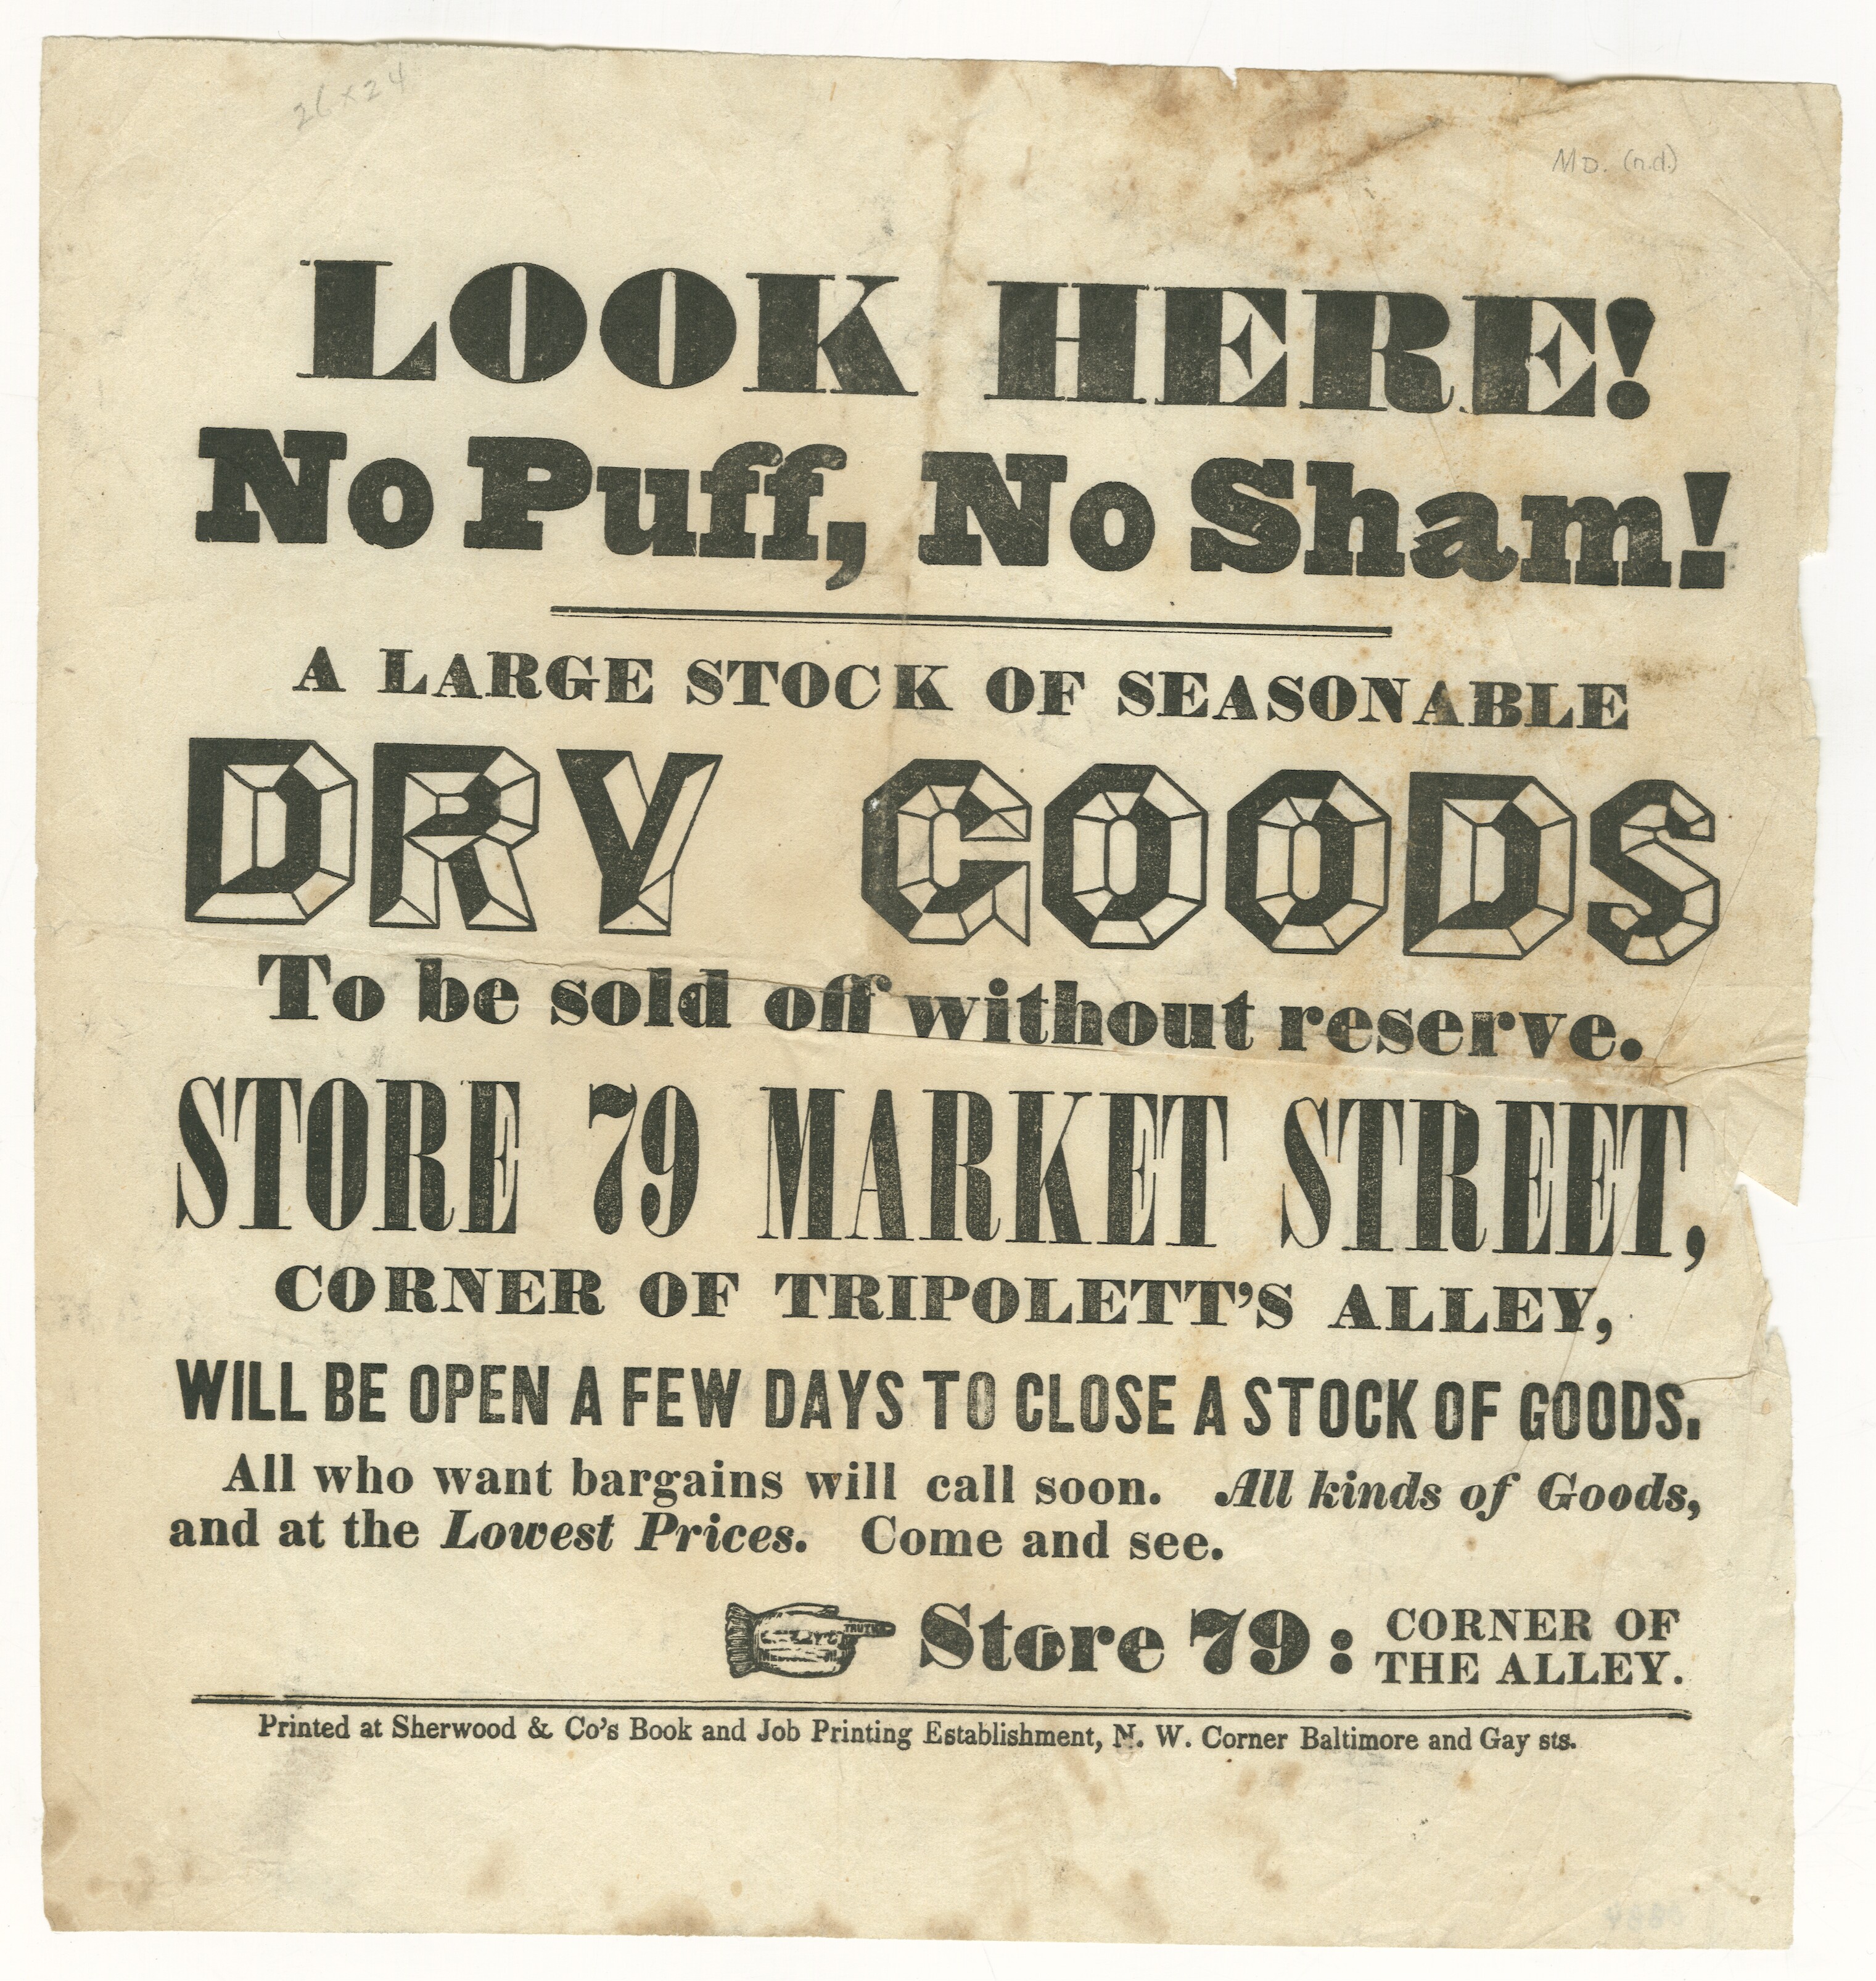 26 x 24
MD. (n.d.)
LOOK HERE!
No Puff, No Sham!
A LARGE STOCK OF SEASONABLE
DRY GOODS
To be sold off without reserve.
STORE 79 MARKET STREET,
CORNER OF TRIPOLETT'S ALLEY,
WILL BE OPEN A FEW DAYS TO CLOSE A STOCK OF GOODS.
All who want bargains will call soon. All kinds of Goods,
and at the Lowest Prices. Come and see.
TRUTH
Store 79: CORNER OF
THE ALLEY.
Printed at Sherwood & Co's Book and Job Printing Establishment, N. W. Corner Baltimore and Gay sts.